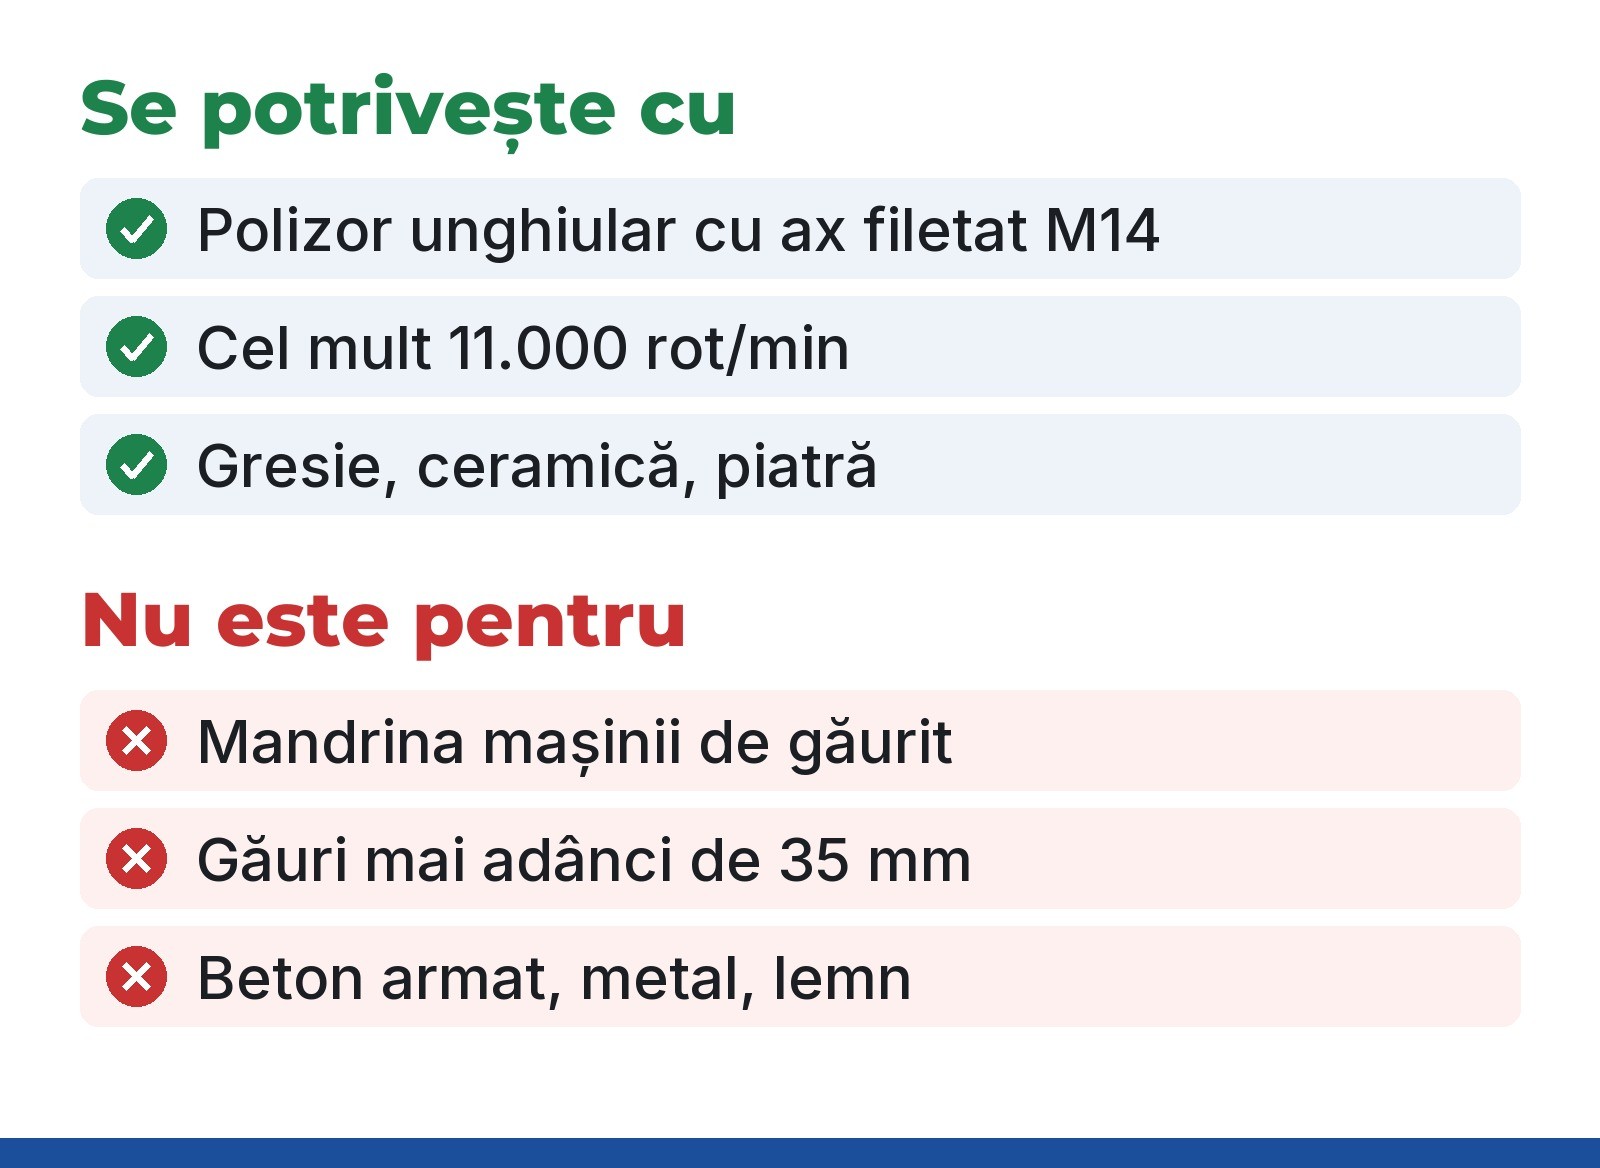 Se potrivește cu
Polizor unghiular cu ax filetat M14
Cel mult 11.000 rot/min
Gresie, ceramică, piatră
Nu este pentru
Mandrina mașinii de găurit
Găuri mai adânci de 35 mm
Beton armat, metal, lemn